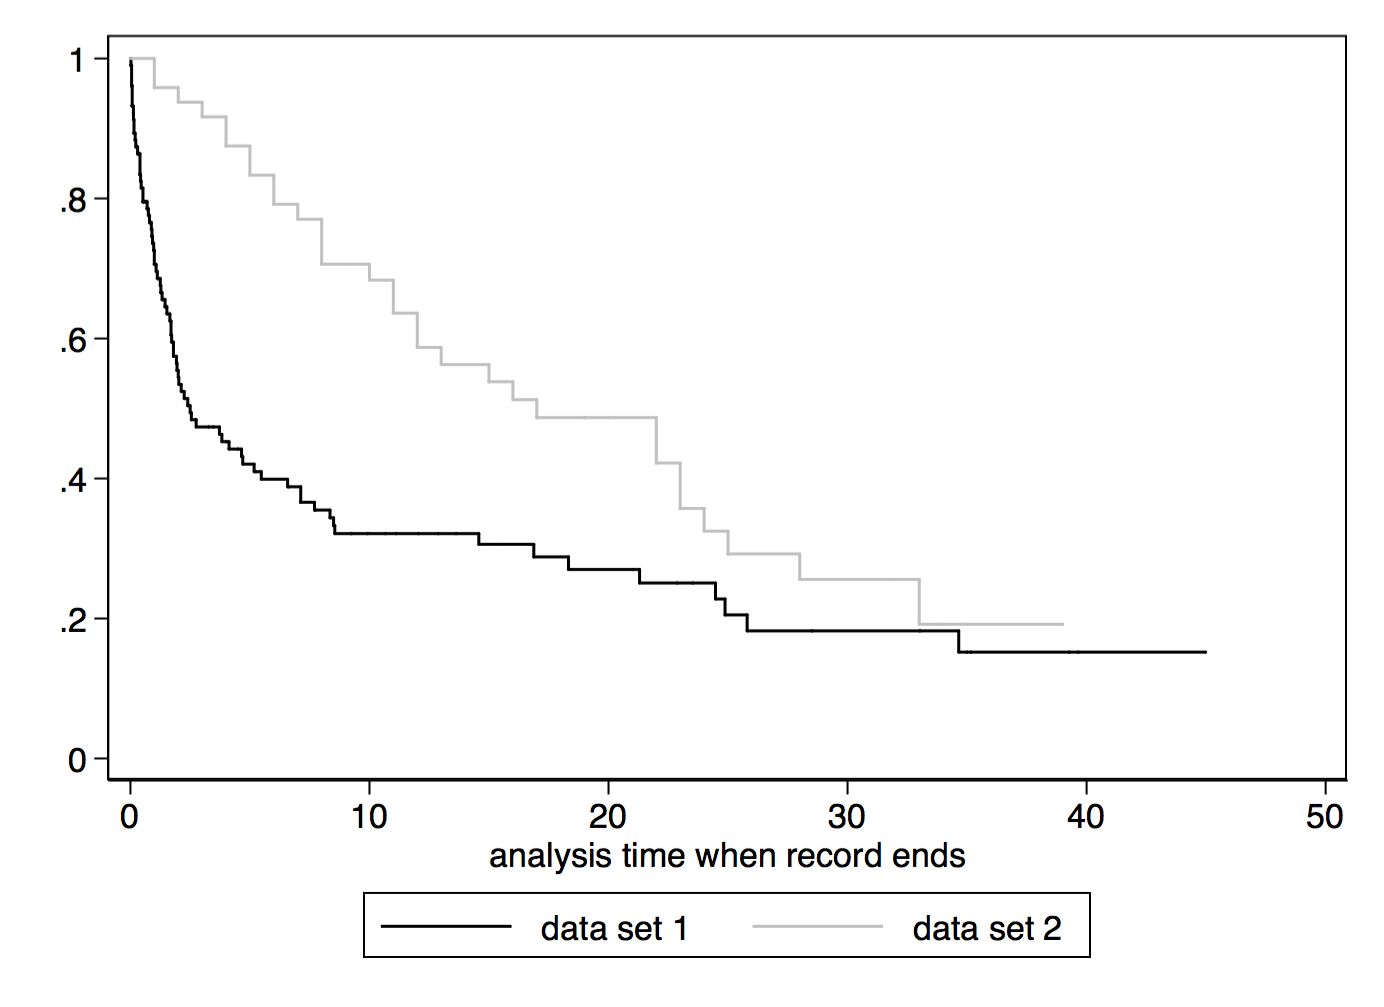 1
.8
.6
.4
.2
0
0 10 20 30 40 50
analysis time when record ends
data set 1 data set 2